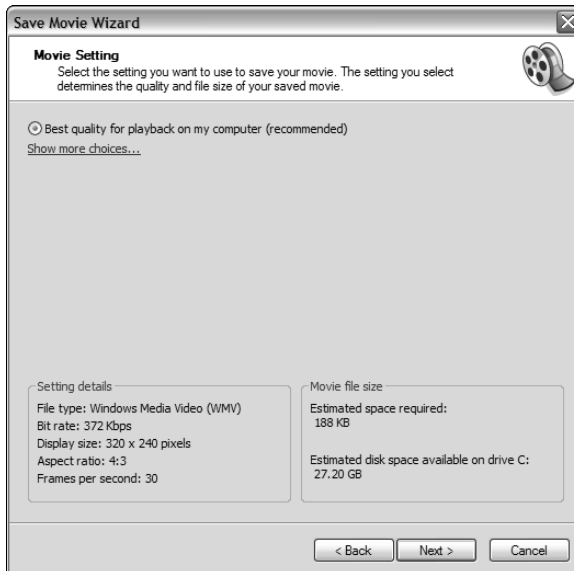 Save Movie Wizard
Movie Setting
Select the setting you want to use to save your movie. The setting you select
determines the quality and file size of your saved movie.
Best quality for playback on my computer (recommended)
Show more choices...
Setting details
File type: Windows Media Video (WMV)
Bit rate: 372 Kbps
Display size: 320 x 240 pixels
Aspect ratio: 4:3
Frames per second: 30
Movie file size
Estimated space required:
188 KB
Estimated disk space available on drive C:
27.20 GB
< Back
Next >
Cancel